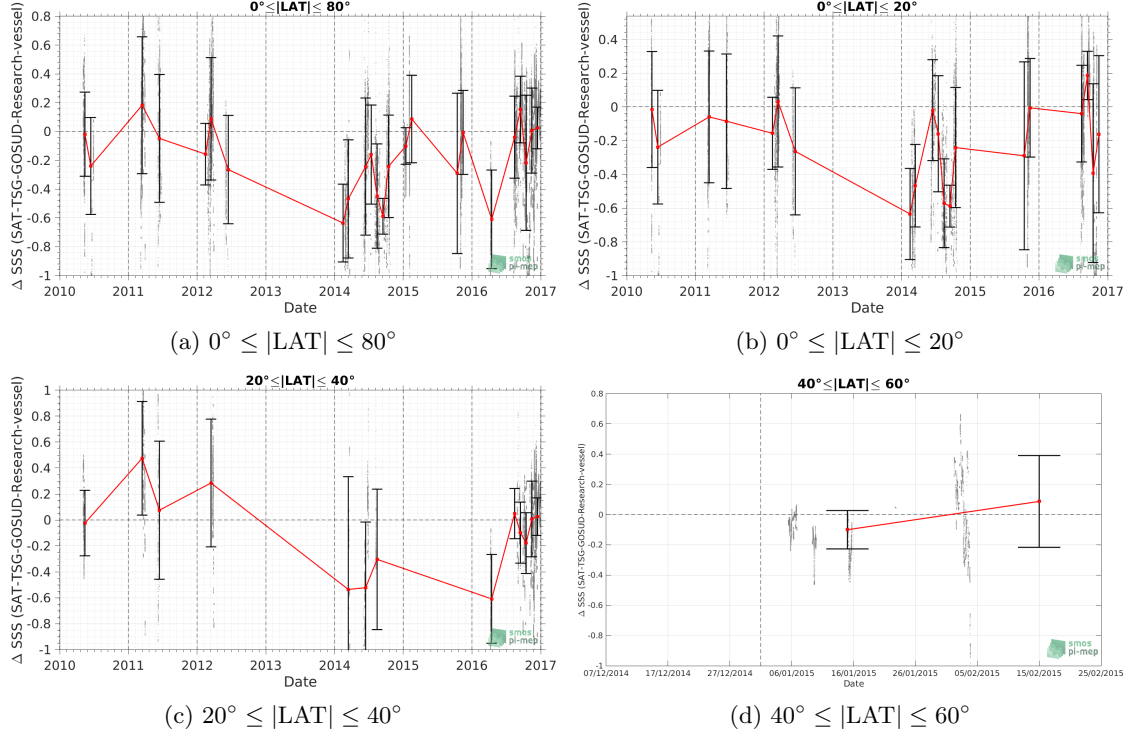 0°≤|LAT|≤ 80°
Δ SSS (SAT-TSG-GOSUD-Research-vessel)
0.8
0.6
0.4
0.2
0
-0.2
-0.4
-0.6
-0.8
-1
2010 2011 2012 2013 2014 2015 2016 2017
Date
smos
pi-mep
(a) 0° ≤ |LAT| ≤ 80°
0°≤|LAT|≤ 20°
Δ SSS (SAT-TSG-GOSUD-Research-vessel)
0.4
0.2
0
-0.2
-0.4
-0.6
-0.8
-1
2010 2011 2012 2013 2014 2015 2016 2017
Date
smos
pi-mep
(b) 0° ≤ |LAT| ≤ 20°
20°≤|LAT|≤ 40°
Δ SSS (SAT-TSG-GOSUD-Research-vessel)
1
0.8
0.6
0.4
0.2
0
-0.2
-0.4
-0.6
-0.8
-1
2010 2011 2012 2013 2014 2015 2016 2017
Date
smos
pi-mep
(c) 20° ≤ |LAT| ≤ 40°
40°≤|LAT|≤ 60°
Δ SSS (SAT-TSG-GOSUD-Research-vessel)
0.8
0.6
0.4
0.2
0
-0.2
-0.4
-0.6
-0.8
-1
07/12/2014 17/12/2014 27/12/2014 06/01/2015 16/01/2015 26/01/2015 05/02/2015 15/02/2015 25/02/2015
Date
smos
pi-mep
(d) 40° ≤ |LAT| ≤ 60°